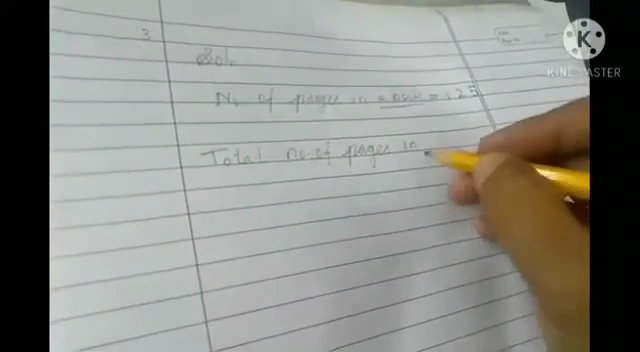 3.
Sol:
No of pages in a book = 125
Total no. of pages in
K
KINEMASTER